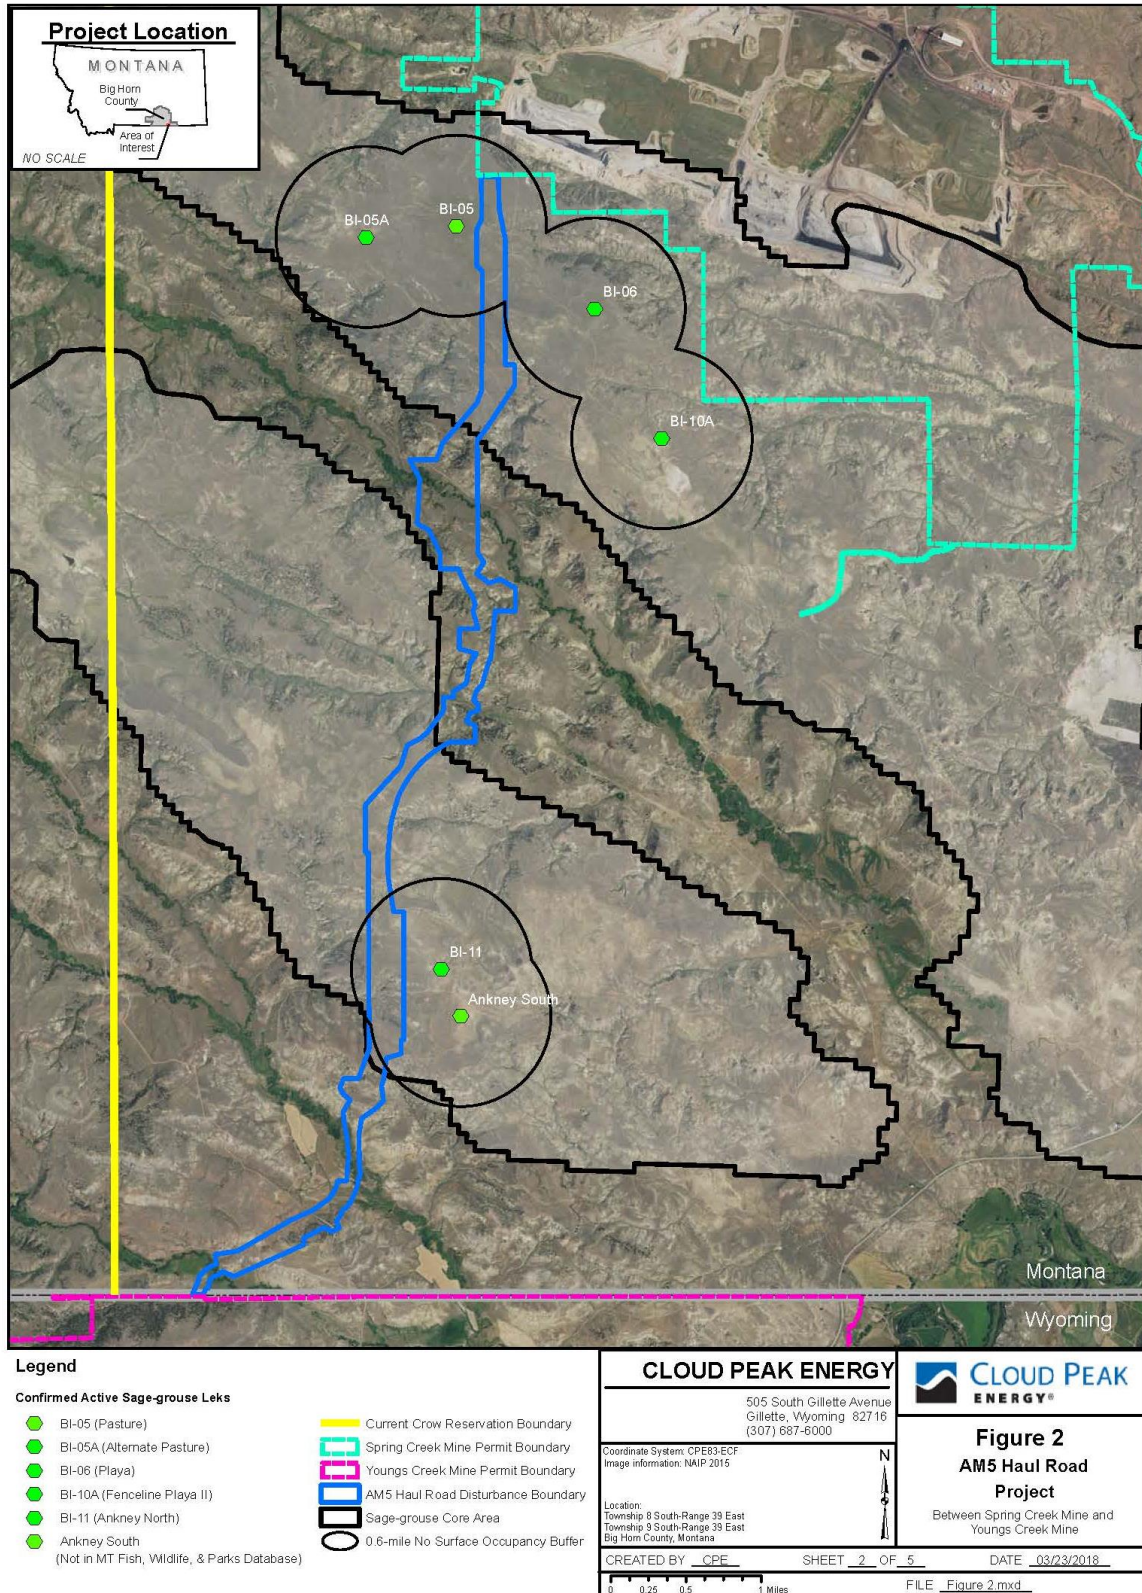 Project Location
MONTANA
Big Horn
County
Area of
Interest
NO SCALE
BI-05A
BI-05
BI-06
BI-10A
BI-11
Ankney South
Montana
Wyoming
Legend
Confirmed Active Sage-grouse Leks
BI-05 (Pasture)
BI-05A (Alternate Pasture)
BI-06 (Playa)
BI-10A (Fenceline Playa II)
BI-11 (Ankney North)
Ankney South
(Not in MT Fish, Wildlife, & Parks Database)
Current Crow Reservation Boundary
Spring Creek Mine Permit Boundary
Youngs Creek Mine Permit Boundary
AM5 Haul Road Disturbance Boundary
Sage-grouse Core Area
0.6-mile No Surface Occupancy Buffer
CLOUD PEAK ENERGY
505 South Gillette Avenue
Gillette, Wyoming 82716
(307) 687-6000
Coordinate System: CPE83-ECF
Image information: NAIP 2015
N
Location:
Township 8 South-Range 39 East
Township 9 South-Range 39 East
Big Horn County, Montana
CLOUD PEAK
ENERGY®
Figure 2
AM5 Haul Road
Project
Between Spring Creek Mine and
Youngs Creek Mine
CREATED BY CPE SHEET 2 OF 5 DATE 03/23/2018
0 0.25 0.5 1 Miles
FILE Figure 2.mxd